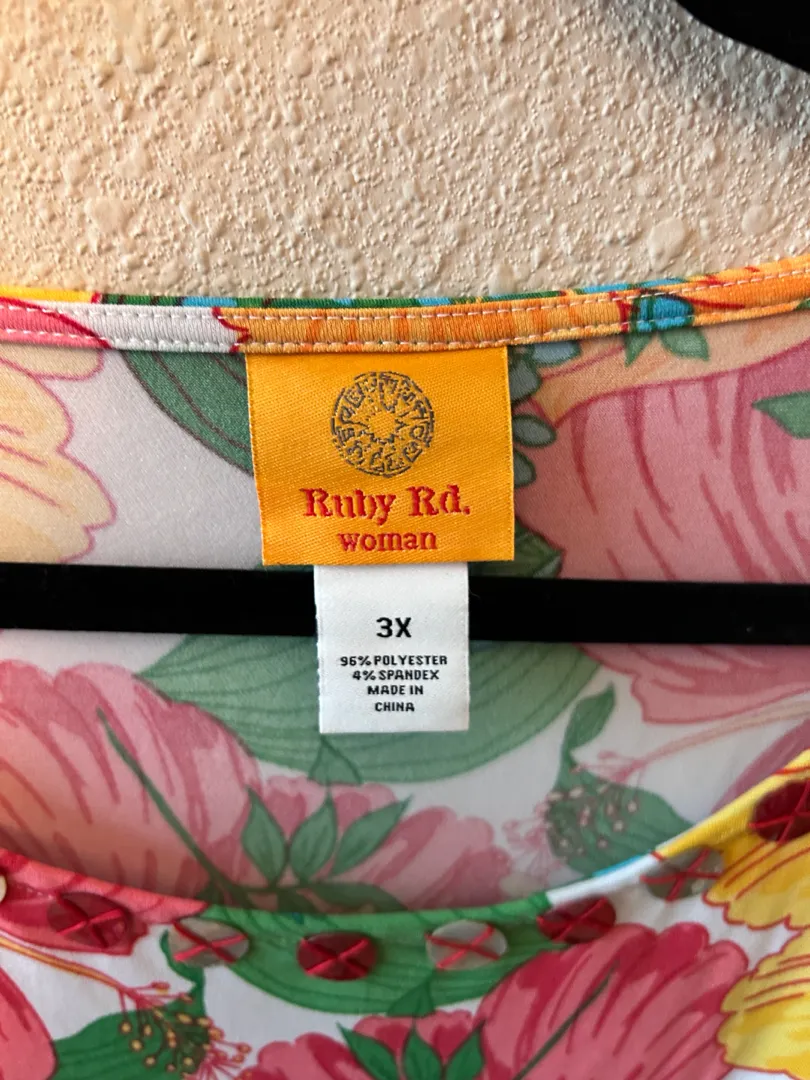 Ruby Rd.
woman
3X
96% POLYESTER
4% SPANDEX
MADE IN
CHINA